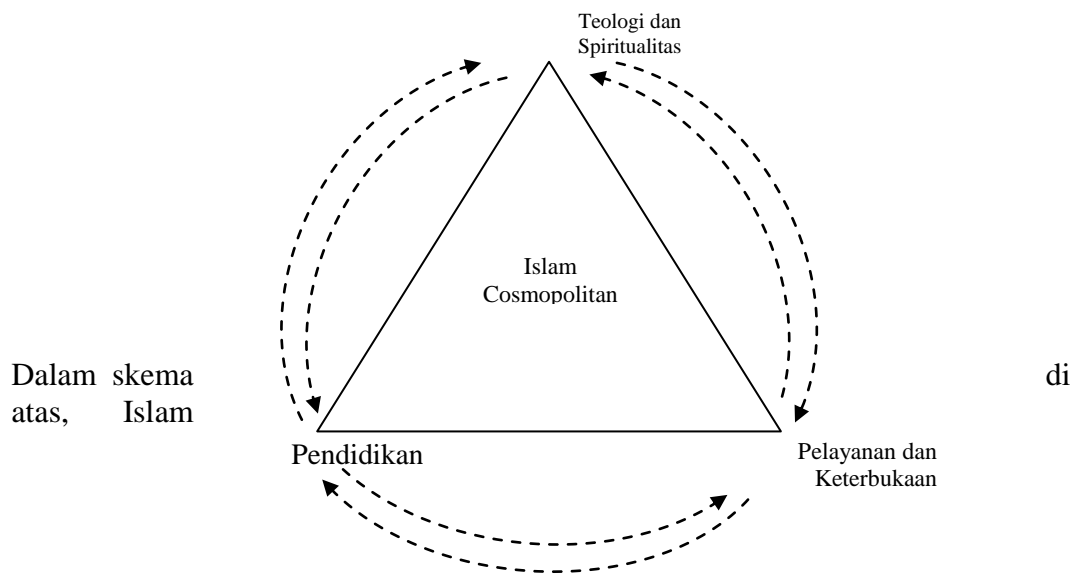 Teologi dan
Spiritualitas
Islam
Cosmopolitan
Dalam skema di
atas, Islam
Pendidikan
Pelayanan dan
Keterbukaan